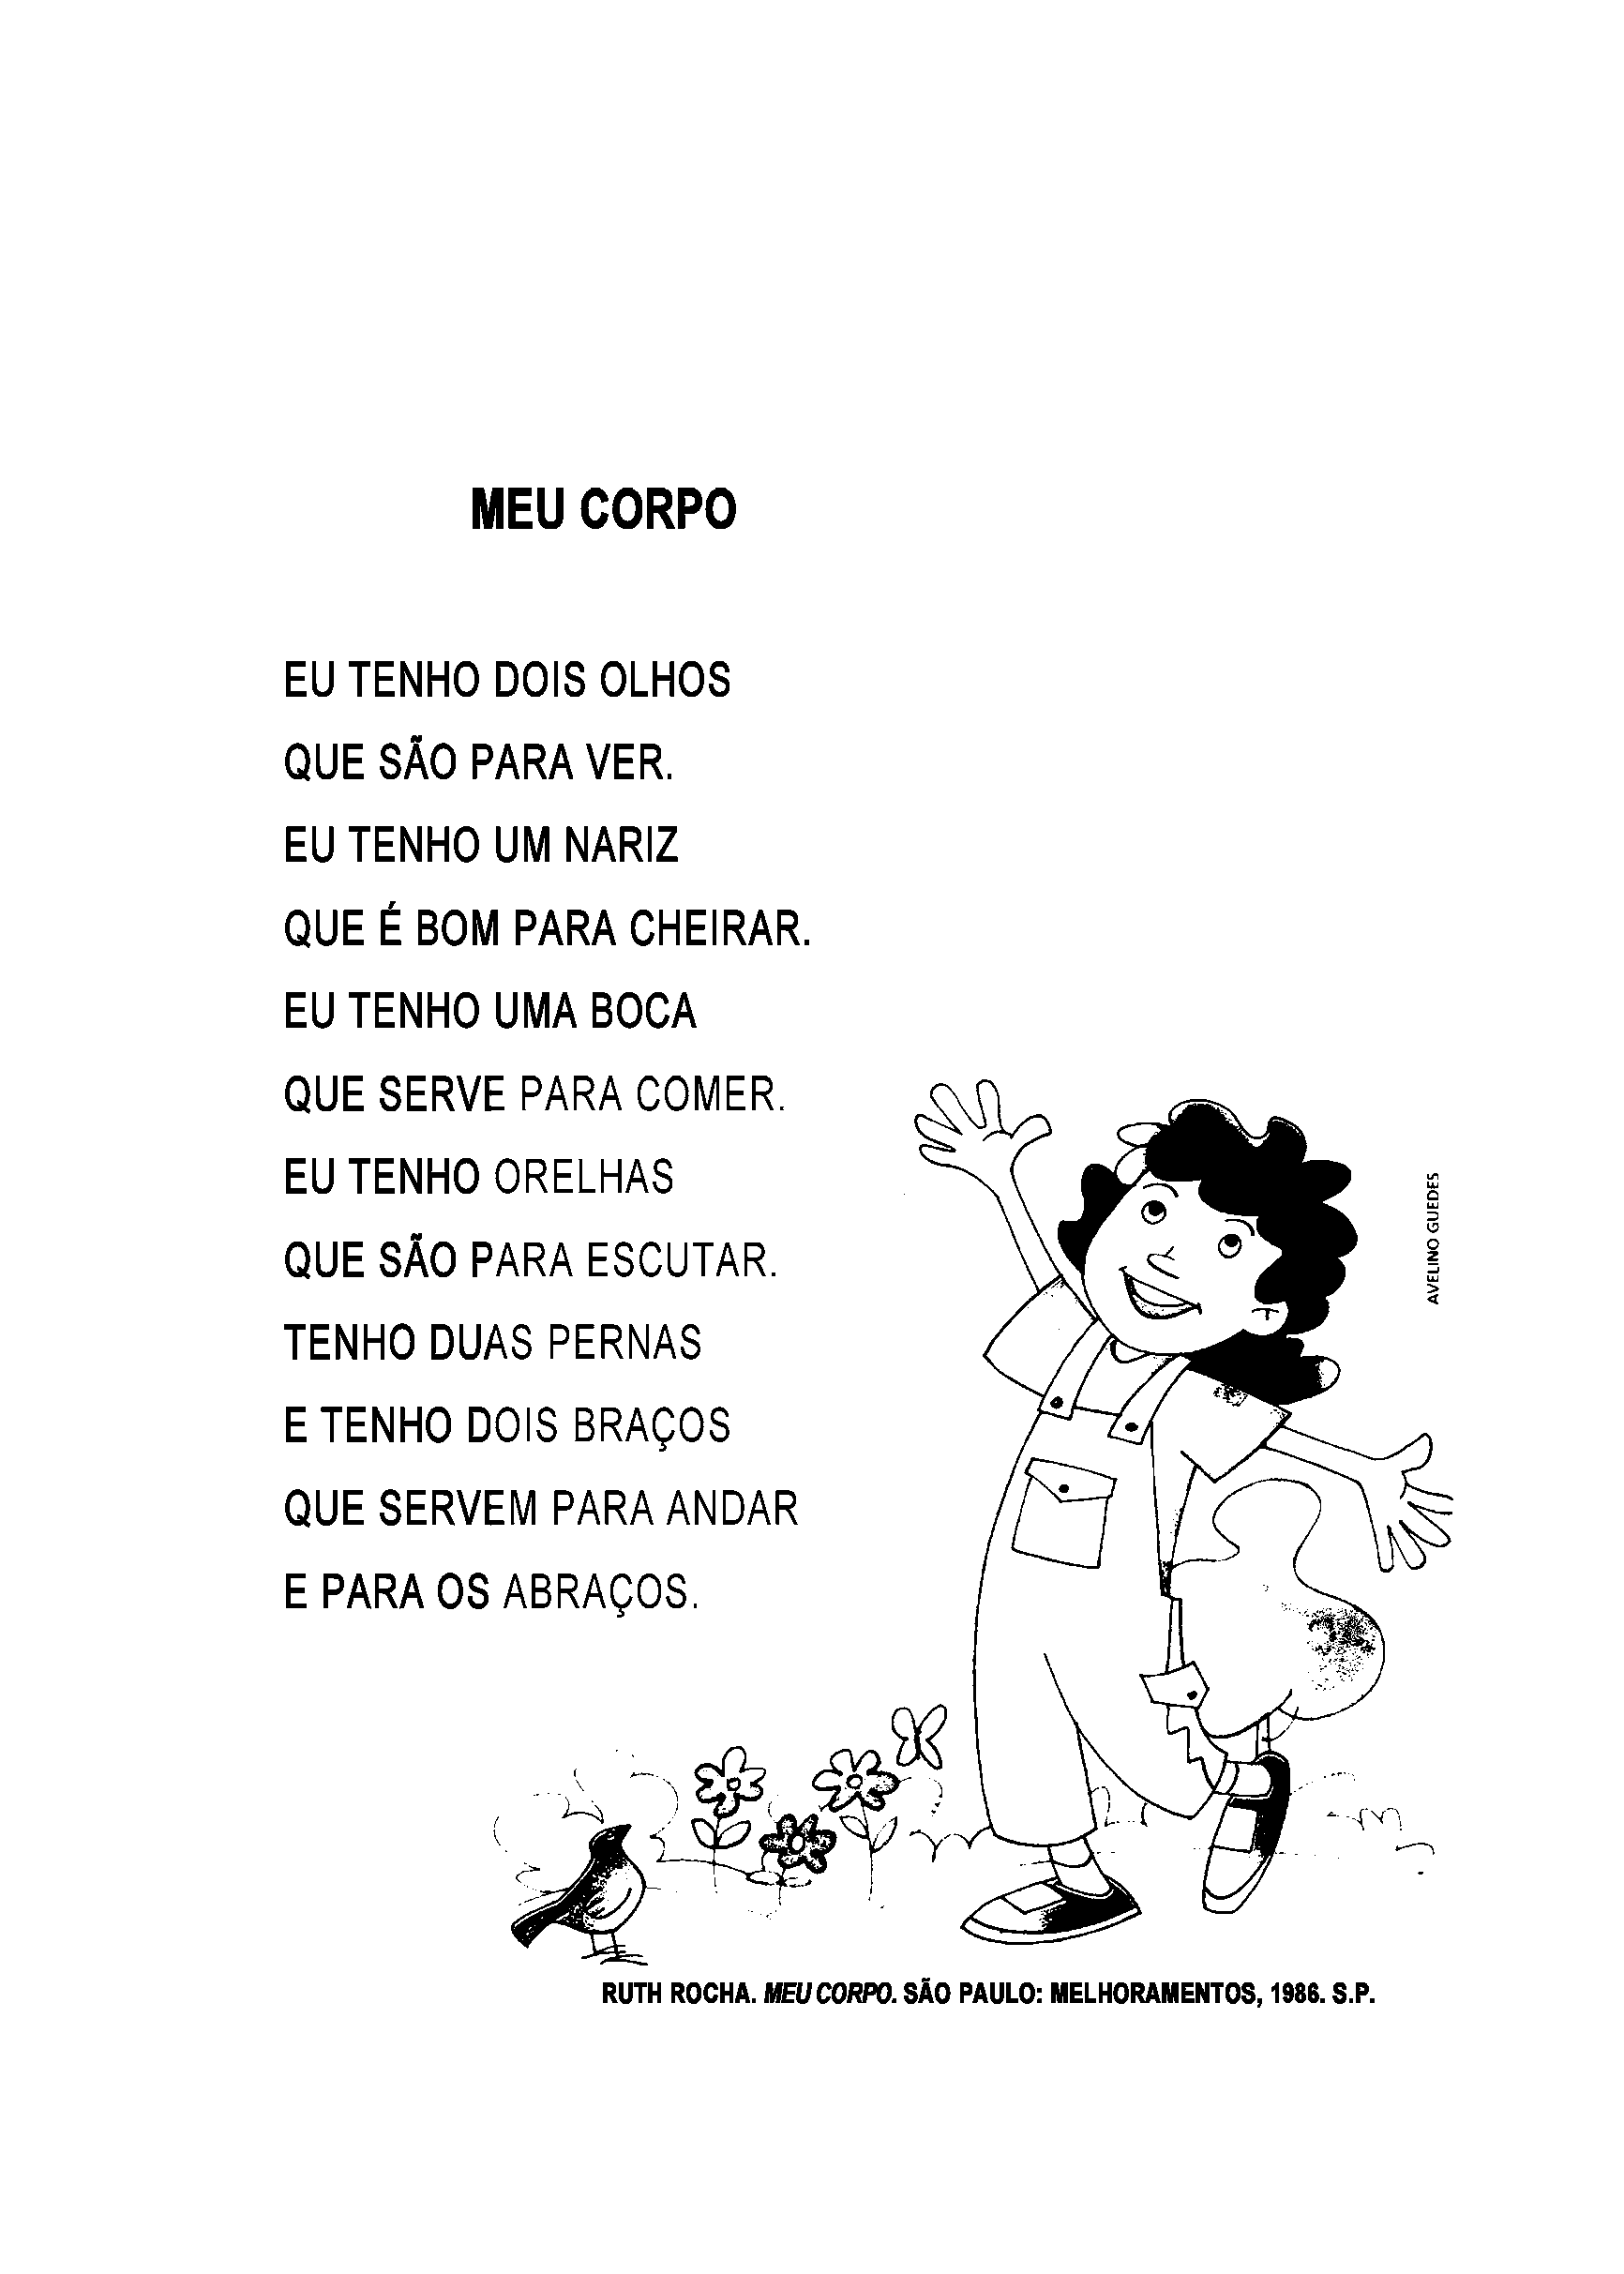 MEU CORPO
EU TENHO DOIS OLHOS
QUE SÃO PARA VER.
EU TENHO UM NARIZ
QUE É BOM PARA CHEIRAR.
EU TENHO UMA BOCA
QUE SERVE PARA COMER.
EU TENHO ORELHAS
QUE SÃO PARA ESCUTAR.
TENHO DUAS PERNAS
E TENHO DOIS BRAÇOS
QUE SERVEM PARA ANDAR
E PARA OS ABRAÇOS.
AVELINO GUEDES
RUTH ROCHA. MEU CORPO. SÃO PAULO: MELHORAMENTOS, 1986. S.P.